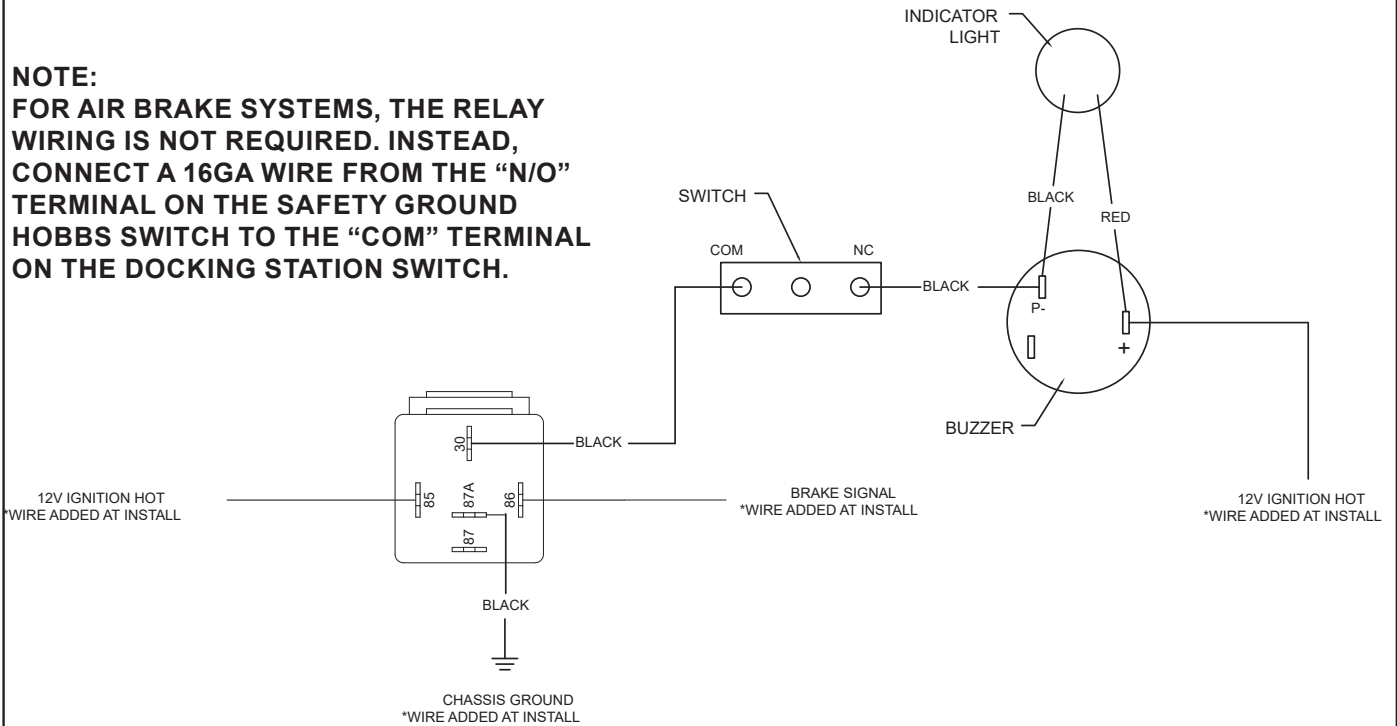 NOTE:
FOR AIR BRAKE SYSTEMS, THE RELAY
WIRING IS NOT REQUIRED. INSTEAD,
CONNECT A 16GA WIRE FROM THE “N/O”
TERMINAL ON THE SAFETY GROUND
HOBBS SWITCH TO THE “COM” TERMINAL
ON THE DOCKING STATION SWITCH.
INDICATOR
LIGHT
BLACK
RED
SWITCH
COM
NC
BLACK
P-
+
BUZZER
30
BLACK
85
87A
86
87
12V IGNITION HOT
*WIRE ADDED AT INSTALL
BRAKE SIGNAL
*WIRE ADDED AT INSTALL
12V IGNITION HOT
*WIRE ADDED AT INSTALL
BLACK
CHASSIS GROUND
*WIRE ADDED AT INSTALL